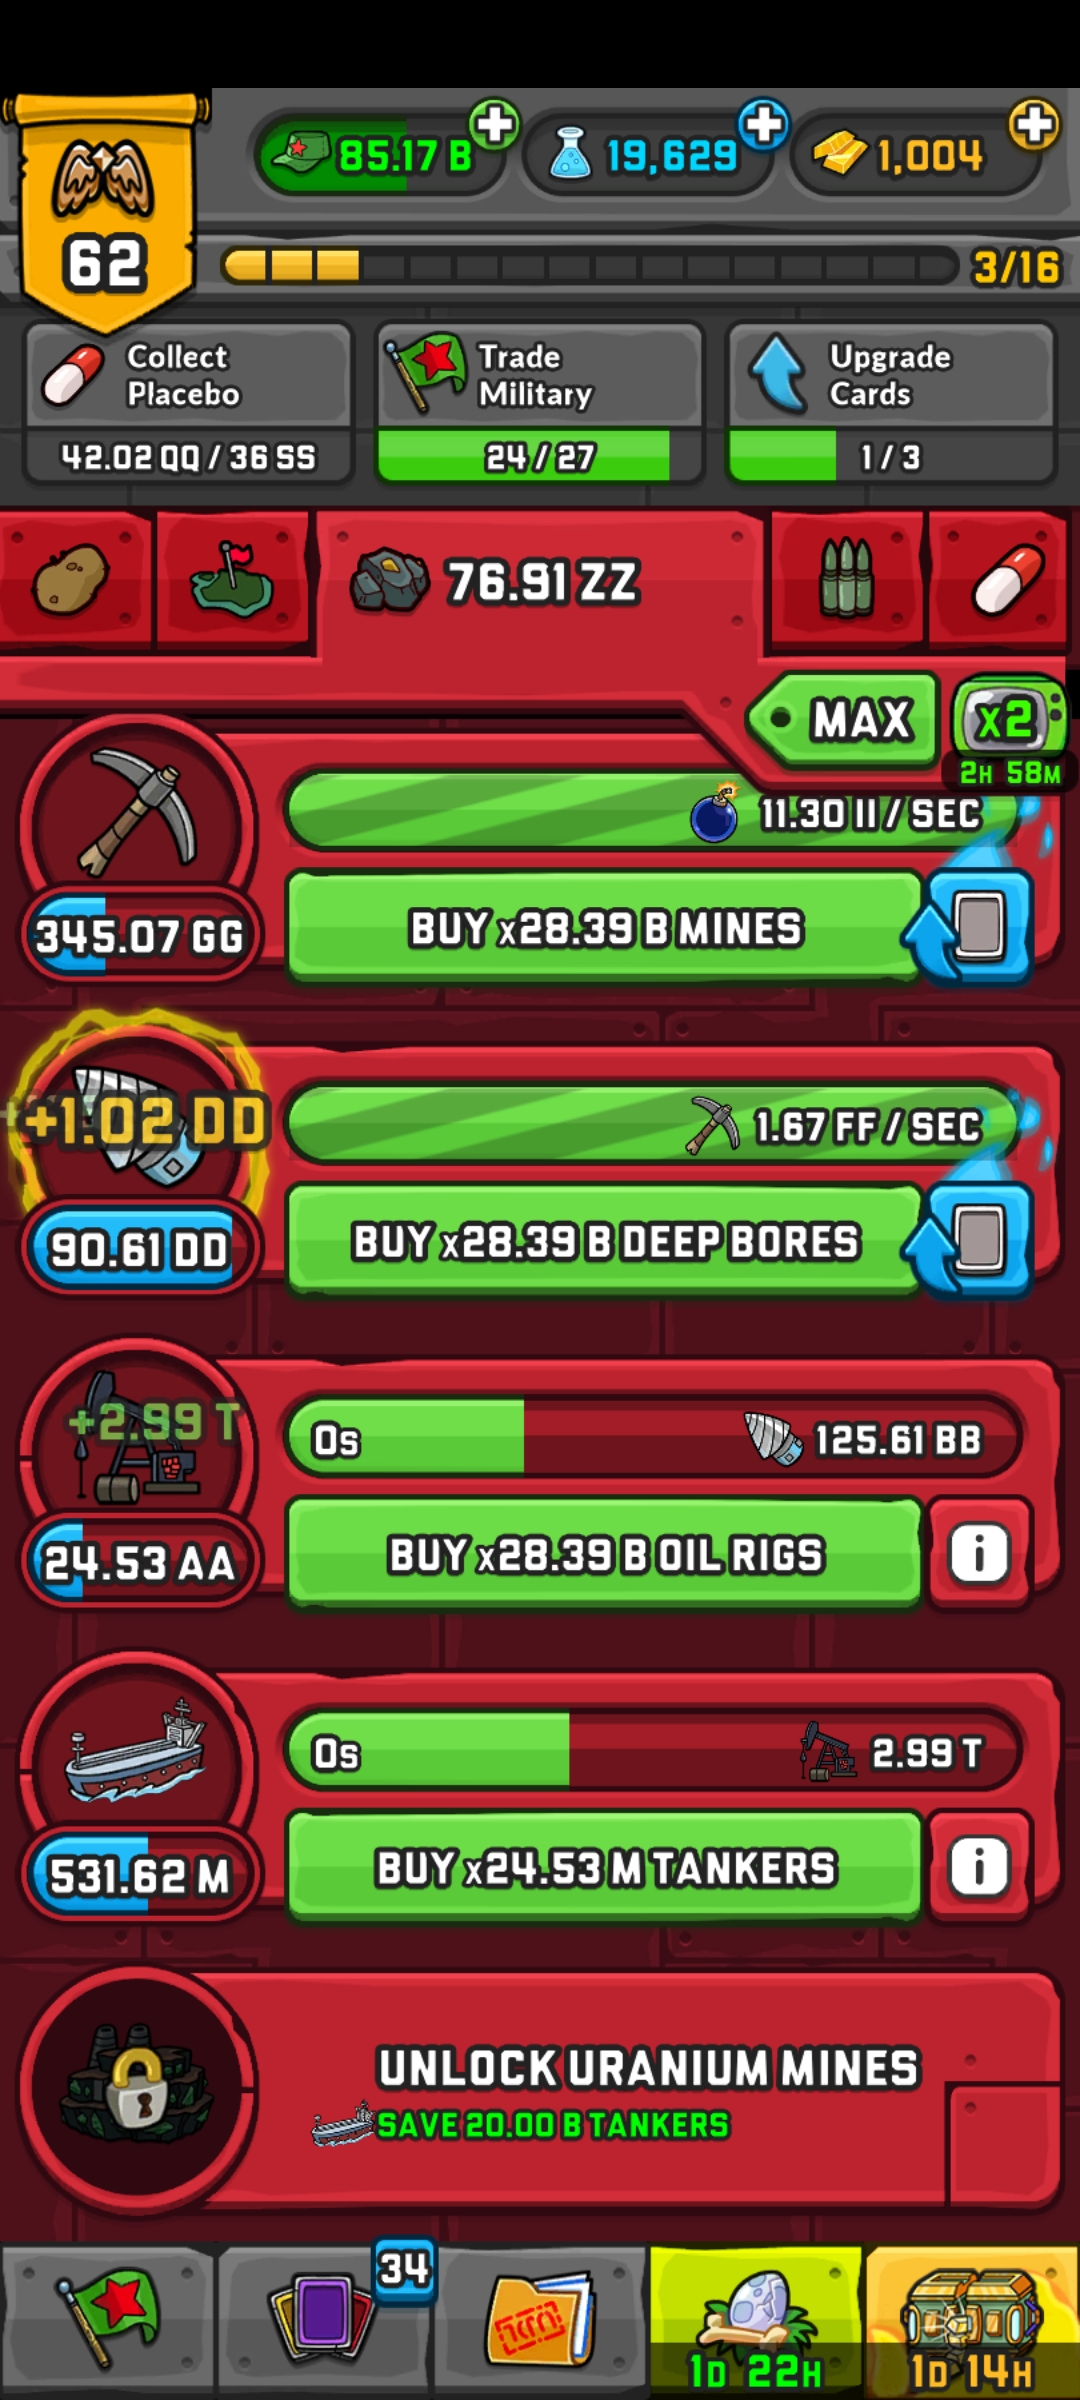 85.17 B
19,629
1,004
62
3/16
Collect
Placebo
Trade
Military
Upgrade
Cards
42.02 QQ / 36 SS
24 / 27
1 / 3
76.91 ZZ
MAX
x2
2H 58M
11.30 II / SEC
345.07 GG
BUY x28.39 B MINES
+1.02 DD
1.67 FF / SEC
90.61 DD
BUY x28.39 B DEEP BORES
+2.99 T
0s
125.61 BB
24.53 AA
BUY x28.39 B OIL RIGS
i
0s
2.99 T
531.62 M
BUY x24.53 M TANKERS
i
UNLOCK URANIUM MINES
SAVE 20.00 B TANKERS
34
1D 22H
1D 14H